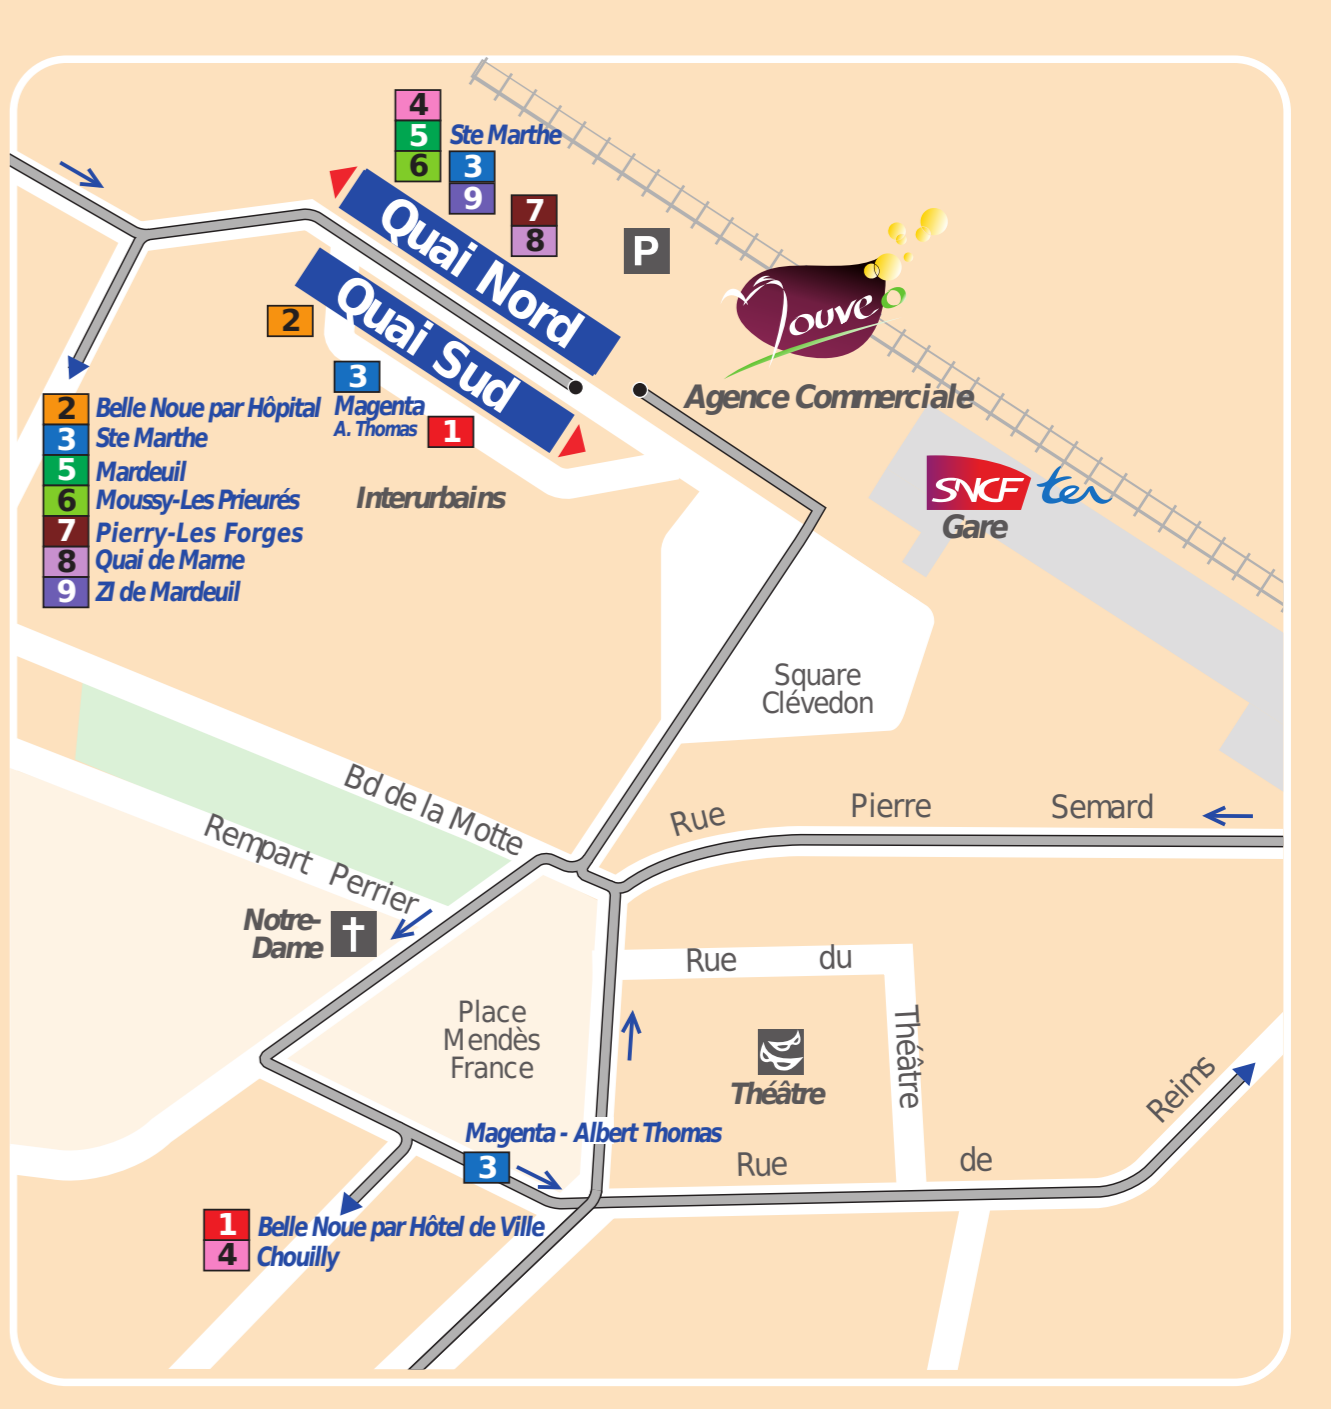 4
5 Ste Marthe
6 3
9
7
8
P
Quai Nord
Quai Sud
2
3
Magenta
A. Thomas 1
Mouve
Agence Commerciale
2 Belle Noue par Hôpital
3 Ste Marthe
5 Mardeuil
6 Moussy-Les Prieurés
7 Pierry-Les Forges
8 Quai de Marne
9 ZI de Mardeuil
Interurbains
SNCF ter
Gare
Square
Clévedon
Bd de la Motte
Rempart Perrier
Rue Pierre Semard
Notre-
Dame
Place
Mendès
France
Rue du
Théâtre
Théâtre
Magenta - Albert Thomas
3
Rue de
Reims
1 Belle Noue par Hôtel de Ville
4 Chouilly